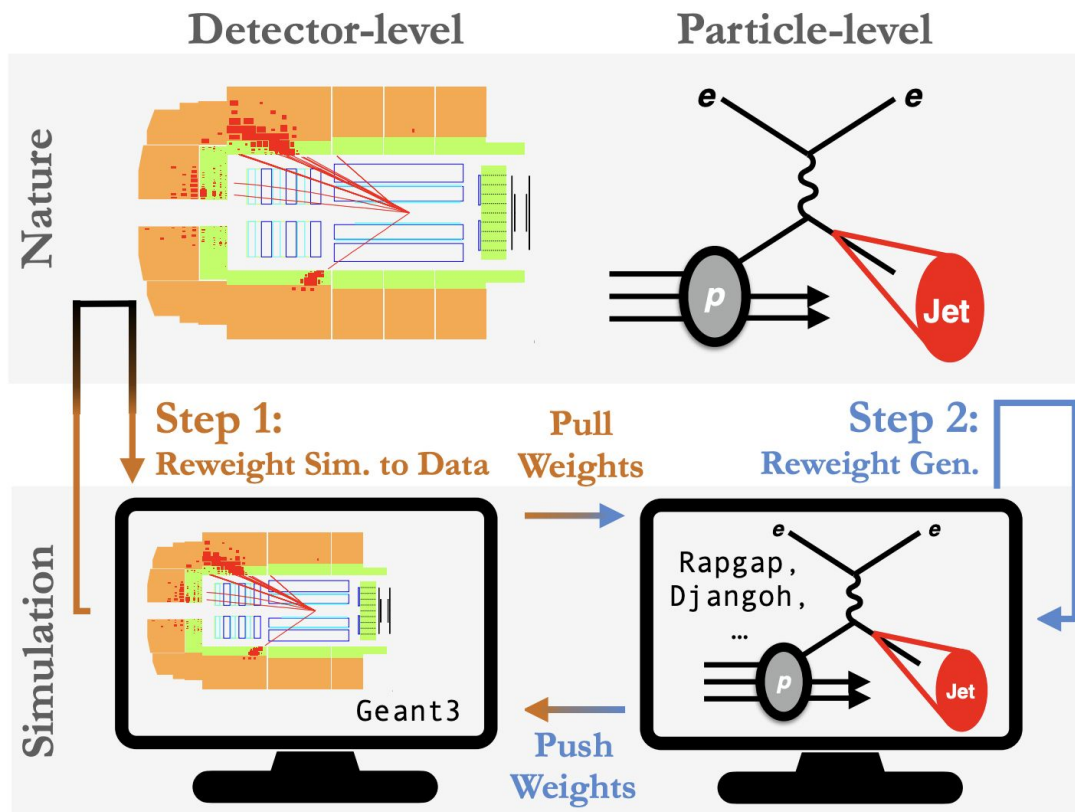 Detector-level
Particle-level
Nature
e
e
p
Jet
Step 1:
Reweight Sim. to Data
Pull
Weights
Step 2:
Reweight Gen.
Simulation
Geant3
Rapgap,
Djangoh,
...
e
e
p
Jet
Push
Weights